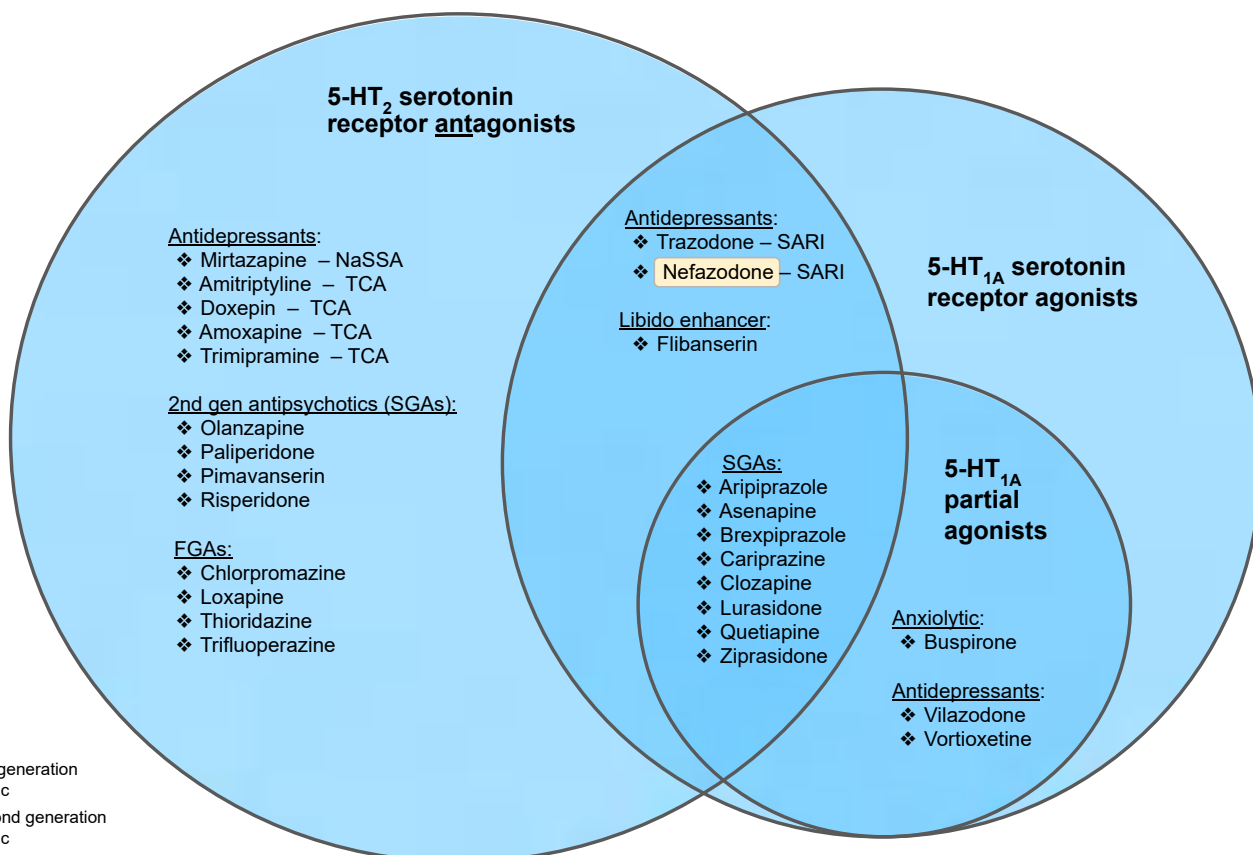 5-HT2 serotonin
receptor antagonists
Antidepressants:
❖ Mirtazapine – NaSSA
❖ Amitriptyline – TCA
❖ Doxepin – TCA
❖ Amoxapine – TCA
❖ Trimipramine – TCA
2nd gen antipsychotics (SGAs):
❖ Olanzapine
❖ Paliperidone
❖ Pimavanserin
❖ Risperidone
FGAs:
❖ Chlorpromazine
❖ Loxapine
❖ Thioridazine
❖ Trifluoperazine
Antidepressants:
❖ Trazodone – SARI
❖ Nefazodone – SARI
Libido enhancer:
❖ Flibanserin
5-HT1A serotonin
receptor agonists
SGAs:
❖ Aripiprazole
❖ Asenapine
❖ Brexpiprazole
❖ Cariprazine
❖ Clozapine
❖ Lurasidone
❖ Quetiapine
❖ Ziprasidone
5-HT1A
partial
agonists
Anxiolytic:
❖ Buspirone
Antidepressants:
❖ Vilazodone
❖ Vortioxetine
generation
c
ond generation
c